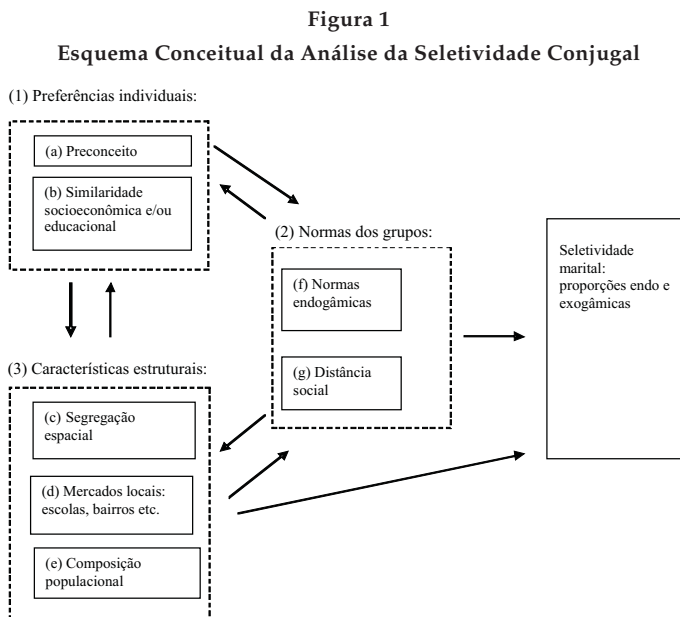 Figura 1
Esquema Conceitual da Análise da Seletividade Conjugal
(1) Preferências individuais:
(a) Preconceito
(b) Similaridade
socioeconômica e/ou
educacional
(2) Normas dos grupos:
(f) Normas
endogâmicas
(g) Distância
social
Seletividade
marital:
proporções endo e
exogâmicas
(3) Características estruturais:
(c) Segregação
espacial
(d) Mercados locais:
escolas, bairros etc.
(e) Composição
populacional